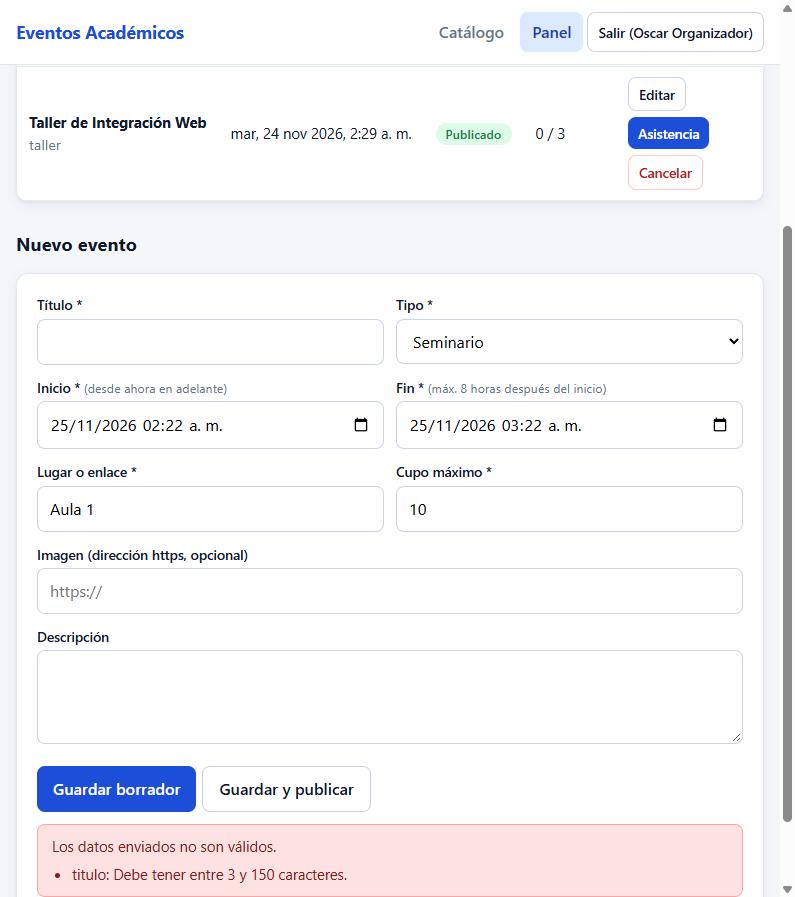 Eventos Académicos
Catálogo
Panel
Salir (Oscar Organizador)
Taller de Integración Web
taller
mar, 24 nov 2026, 2:29 a. m.
Publicado
0 / 3
Editar
Asistencia
Cancelar
Nuevo evento
Título *
Tipo *
Seminario
Inicio * (desde ahora en adelante)
Fin * (máx. 8 horas después del inicio)
25/11/2026 02:22 a. m.
25/11/2026 03:22 a. m.
Lugar o enlace *
Cupo máximo *
Aula 1
10
Imagen (dirección https, opcional)
https://
Descripción
Guardar borrador
Guardar y publicar
Los datos enviados no son válidos.
• titulo: Debe tener entre 3 y 150 caracteres.